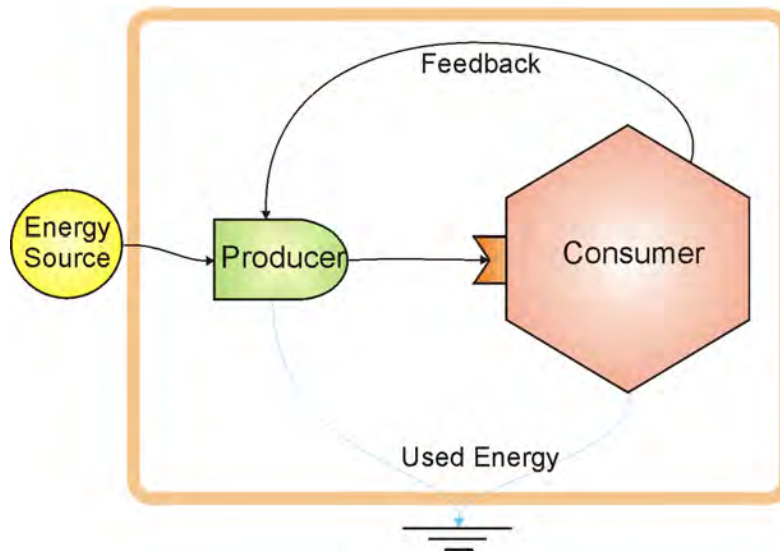 Feedback
Energy
Source
Producer
Consumer
Used Energy